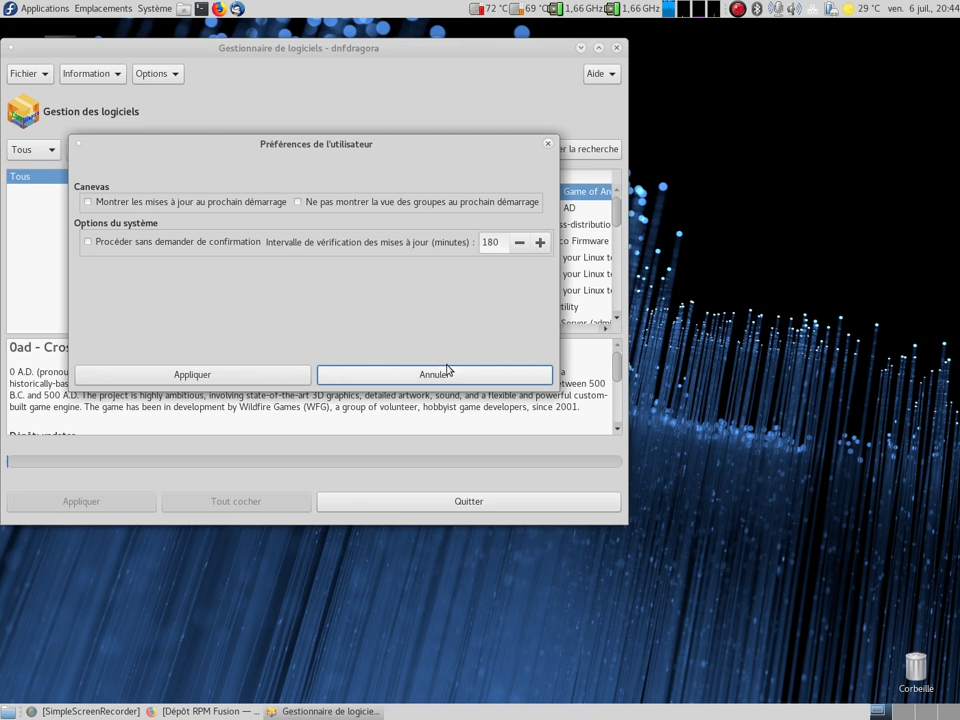 Applications Emplacements Système 72 °C 69 °C 1,66 GHz 1,66 GHz 29 °C ven. 6 juil., 20:44
Gestionnaire de logiciels - dnfdragora
Fichier Information Options Aide
Gestion des logiciels
Tous er la recherche
Préférences de l'utilisateur
Canevas
Montrer les mises à jour au prochain démarrage Ne pas montrer la vue des groupes au prochain démarrage
Options du système
Procéder sans demander de confirmation Intervalle de vérification des mises à jour (minutes) : 180
Appliquer Annuler
Tous
Game of An
AD
ss-distributio
co Firmware
your Linux t
your Linux t
your Linux t
tility
Server (adm
0ad - Cros
0 A.D. (pronou a
historically-bas etween 500
B.C. and 500 A.D. The project is highly ambitious, involving state-of-the-art 3D graphics, detailed artwork, sound, and a flexible and powerful custom-
built game engine. The game has been in development by Wildfire Games (WFG), a group of volunteer, hobbyist game developers, since 2001.
Appliquer Tout cocher Quitter
Corbeille
[SimpleScreenRecorder] [Dépôt RPM Fusion — ... Gestionnaire de logicie...